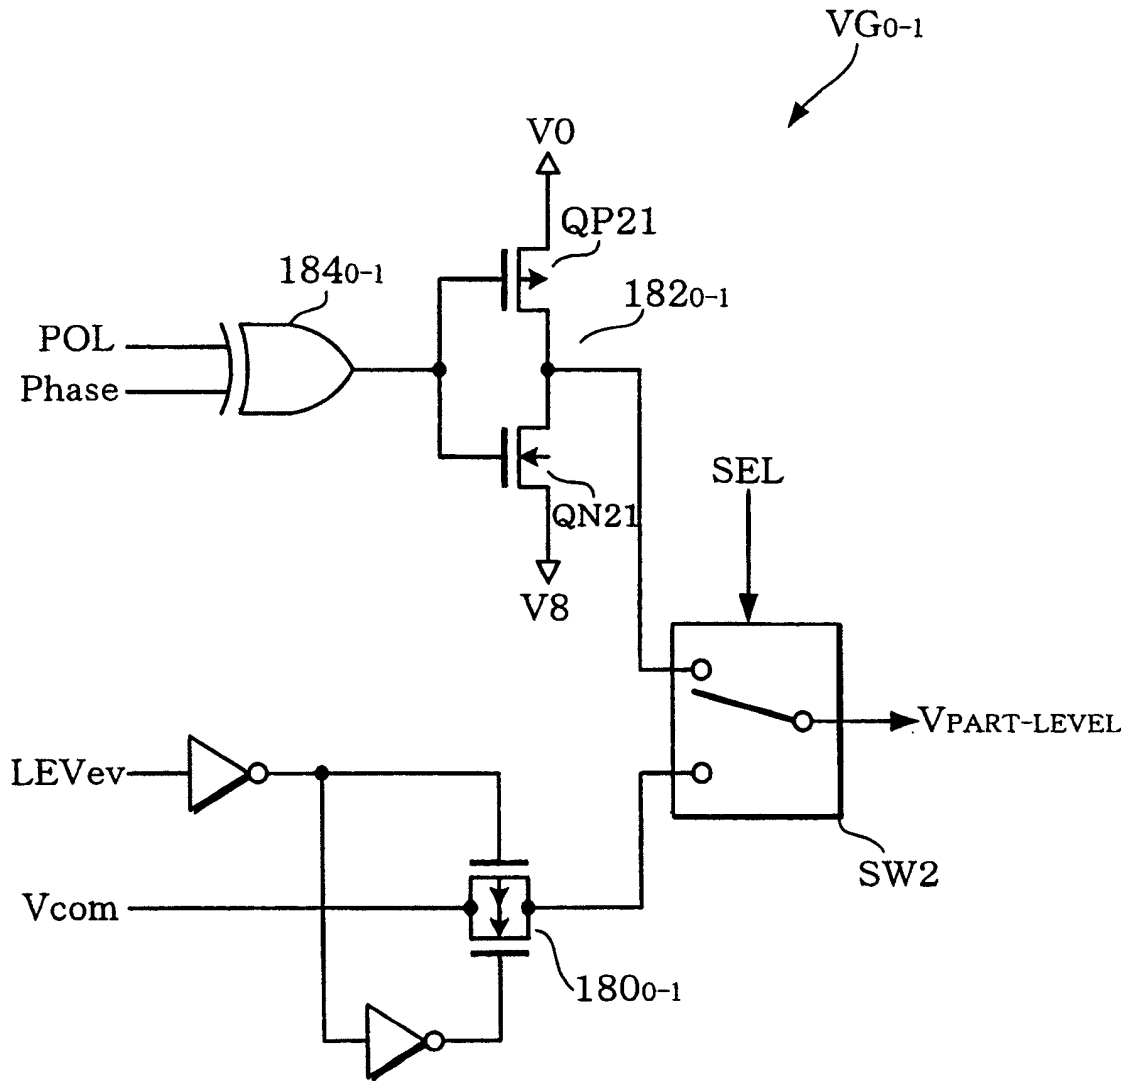 VG0-1
V0
QP21
1840-1
1820-1
POL
Phase
SEL
QN21
V8
VPART-LEVEL
LEVev
SW2
Vcom
1800-1